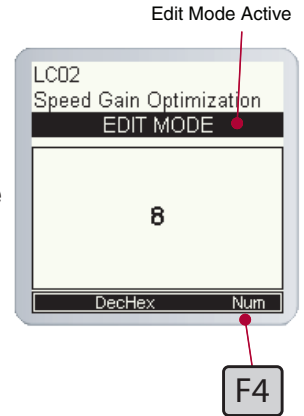 Edit Mode Active
LC02
Speed Gain Optimization
EDIT MODE
e
8
DecHex Num
F4